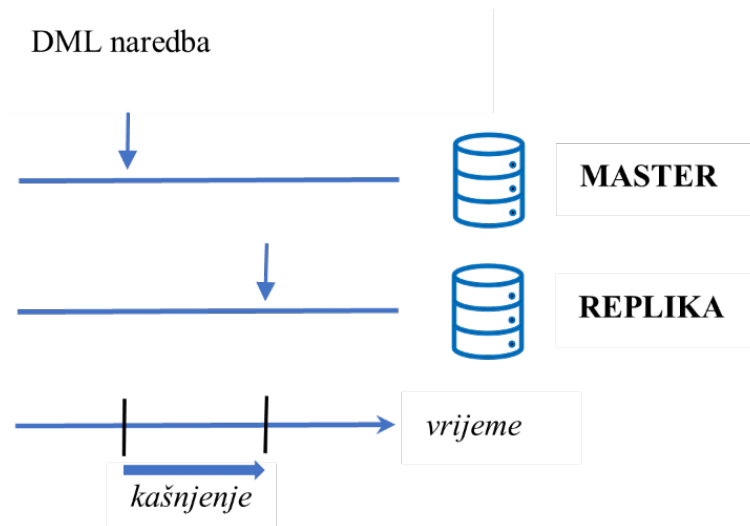 DML naredba
MASTER
REPLIKA
vrijeme
kašnjenje